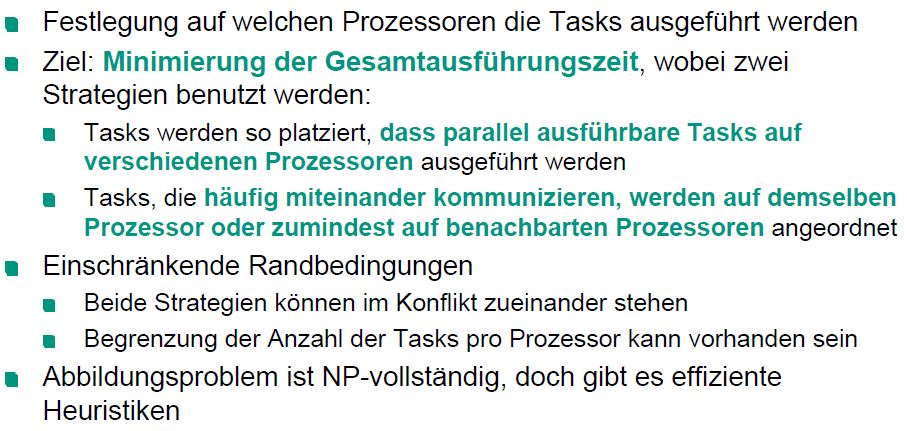 Festlegung auf welchen Prozessoren die Tasks ausgeführt werden
Ziel: Minimierung der Gesamtausführungszeit, wobei zwei
Strategien benutzt werden:
Tasks werden so platziert, dass parallel ausführbare Tasks auf
verschiedenen Prozessoren ausgeführt werden
Tasks, die häufig miteinander kommunizieren, werden auf demselben
Prozessor oder zumindest auf benachbarten Prozessoren angeordnet
Einschränkende Randbedingungen
Beide Strategien können im Konflikt zueinander stehen
Begrenzung der Anzahl der Tasks pro Prozessor kann vorhanden sein
Abbildungsproblem ist NP-vollständig, doch gibt es effiziente
Heuristiken